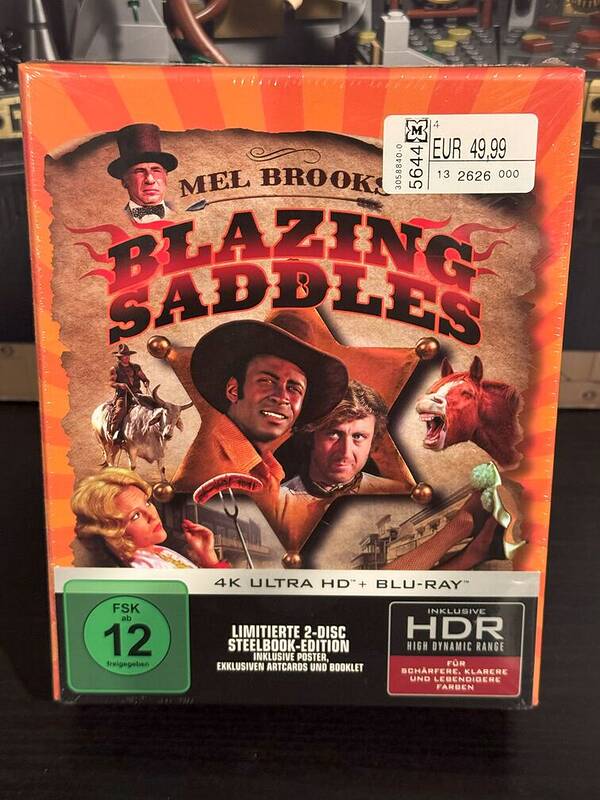 4
M
EUR 49,99
3058840-0
5644
13 2626 000
MEL BROOKS
BLAZING
SADDLES
4K ULTRA HD™ + BLU-RAY™
FSK
ab
12
freigegeben
LIMITIERTE 2-DISC
STEELBOOK-EDITION
INKLUSIVE POSTER,
EXKLUSIVEN ARTCARDS UND BOOKLET
INKLUSIVE
HDR
HIGH DYNAMIC RANGE
FÜR
SCHÄRFERE, KLARERE
UND LEBENDIGERE
FARBEN